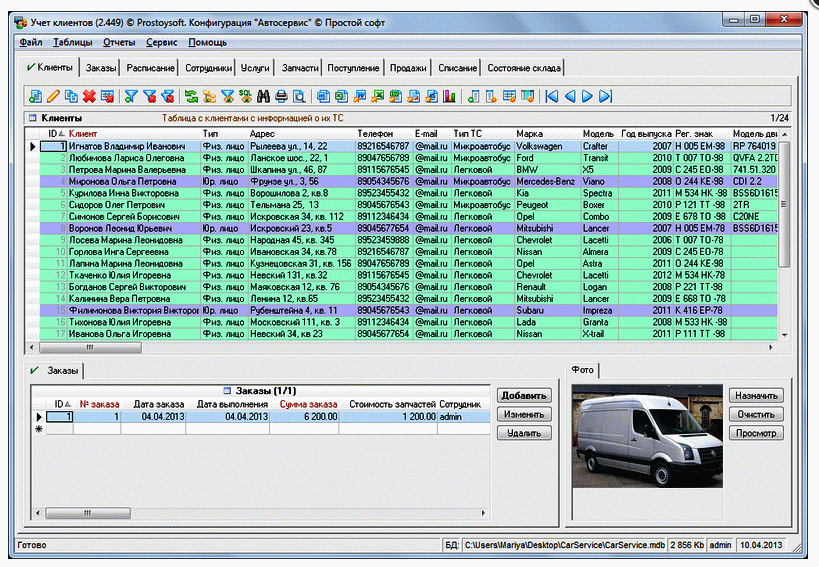 Учет клиентов (2.449) © Prostoysoft. Конфигурация "Автосервис" © Простой софт
Файл Таблицы Отчеты Сервис Помощь
Клиенты Заказы Расписание Сотрудники Услуги Запчасти Поступление Продажи Списание Состояние склада
SQL
Клиенты Таблица с клиентами с информацией о их ТС 1/24
ID Клиент Тип Адрес Телефон E-mail Тип ТС Марка Модель Год выпуска Рег. знак Модель дви
1 Игнатов Владимир Иванович Физ. лицо Рылеева ул., 14, 22 89216546787 @mail.ru Микроавтобус Volkswagen Crafter 2007 Н 005 ЕМ-78 RP 764019
2 Любимова Лариса Олеговна Физ. лицо Ланское шос., 22, 1 89047656789 @mail.ru Микроавтобус Ford Transit 2010 Т 007 ТО-98 QVFA 2.2TD
3 Петрова Марина Валерьевна Физ. лицо Шкапина ул., 46, 87 89115676545 @mail.ru Легковой BMW X5 2009 С 245 ЕО-98 741.51.320
4 Миронова Ольга Петровна Юр. лицо Фрунзе ул., 3, 56 89054345676 @mail.ru Микроавтобус Mercedes-Benz Viano 2008 О 244 КЕ-98 CDI 2.2
5 Курилова Инна Викторовна Физ. лицо Ворошилова 2, кв.8 89523455432 @mail.ru Легковой Kia Spectra 2011 М 534 НК -98 BSS6D1615
6 Сидоров Олег Петрович Физ. лицо Тельмана 25, 13 89045676543 @mail.ru Микроавтобус Peugeot Boxer 2010 Р 121 ТТ -98 2TR
7 Симонов Сергей Борисович Физ. лицо Искровская 34, кв. 112 89112346434 @mail.ru Легковой Opel Combo 2009 Е 678 ТО -98 C20NE
8 Воронов Леонид Юрьевич Юр. лицо Искровский 23, кв.5 89045677654 @mail.ru Легковой Mitsubishi Lancer 2007 Н 005 ЕМ-78 BSS6D1615
9 Лосева Марина Леонидовна Физ. лицо Народная 45, кв. 345 89523459888 @mail.ru Легковой Chevrolet Lacetti 2006 Т 007 ТО-78
10 Горлова Инга Сергеевна Физ. лицо Ивановская 34, кв.78 89216546787 @mail.ru Легковой Nissan Almera 2009 С 245 ЕО-78
11 Лапина Марина Леонидовна Физ. лицо Кузнецовская 31, кв. 156 89047656789 @mail.ru Легковой Opel Astra 2011 О 244 КЕ-98
12 Ткаченко Юлия Игоревна Физ. лицо Невский 131, кв.32 89115676545 @mail.ru Легковой Chevrolet Lacetti 2012 М 534 НК-78
13 Богданов Сергей Викторович Физ. лицо Маяковская 12, кв. 76 89054345676 @mail.ru Легковой Renault Logan 2008 Р 221 ТТ -98
14 Калинина Вера Петровна Физ. лицо Ленина 12, кв.65 89523455432 @mail.ru Легковой Mitsubishi Lancer 2009 Е 668 ТО -78
15 Филимонова Виктория Викторо Юр. лицо Рубенштейна 4, кв. 11 89045676543 @mail.ru Легковой Subaru Impreza 2011 К 416 ЕР-78
16 Тихонова Юлия Игоревна Физ. лицо Московский 111, кв. 3 89112346434 @mail.ru Легковой Lada Granta 2008 М 533 НК -98
17 Иванова Ольга Петровна Физ. лицо Невский 34, кв 23 89045677654 @mail.ru Легковой Nissan X-trail 2011 Р 111 ТТ -98
Заказы
Заказы (1/1)
ID № заказа Дата заказа Дата выполнения Сумма заказа Стоимость запчастей Сотрудник
1 1 04.04.2013 04.04.2013 6 200.00 1 200.00 admin
Добавить
Изменить
Удалить
Фото
Назначить
Очистить
Просмотр
Готово БД: C:\Users\Mariya\Desktop\CarService\CarService.mdb 2 856 Kb admin 10.04.2013